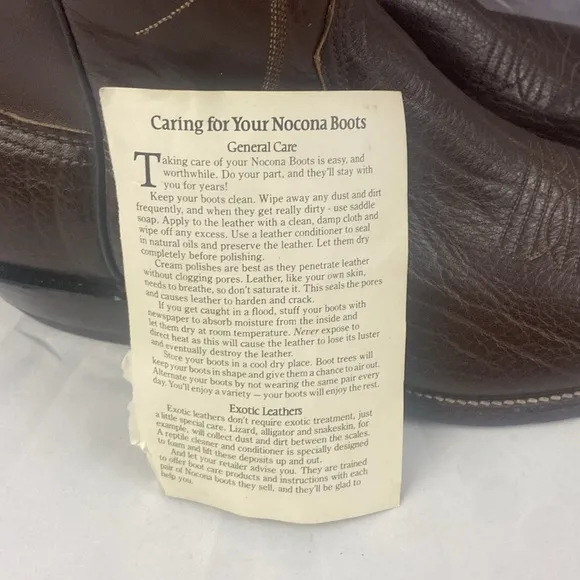 Caring for Your Nocona Boots
General Care
Taking care of your Nocona Boots is easy, and
worthwhile. Do your part, and they'll stay with
you for years!
Keep your boots clean. Wipe away any dust and dirt
frequently, and when they get really dirty - use saddle
soap. Apply to the leather with a clean, damp cloth and
wipe off any excess. Use a leather conditioner to seal
in natural oils and preserve the leather. Let them dry
completely before polishing.
Cream polishes are best as they penetrate leather
without clogging pores. Leather, like your own skin,
needs to breathe, so don't saturate it. This seals the pores
and causes leather to harden and crack.
If you get caught in a flood, stuff your boots with
newspaper to absorb moisture from the inside and
let them dry at room temperature. Never expose to
direct heat as this will cause the leather to lose its luster
and eventually destroy the leather.
Store your boots in a cool dry place. Boot trees will
keep your boots in shape and give them a chance to air out.
Alternate your boots by not wearing the same pair every
day. You'll enjoy a variety — your boots will enjoy the rest.
Exotic Leathers
Exotic leathers don't require exotic treatment, just
a little special care. Lizard, alligator and snakeskin, for
example, will collect dust and dirt between the scales.
A reptile cleaner and conditioner is specially designed
to foam and lift these deposits up and out.
And let your retailer advise you. They are trained
to offer boot care products and instructions with each
pair of Nocona boots they sell, and they'll be glad to
help you.